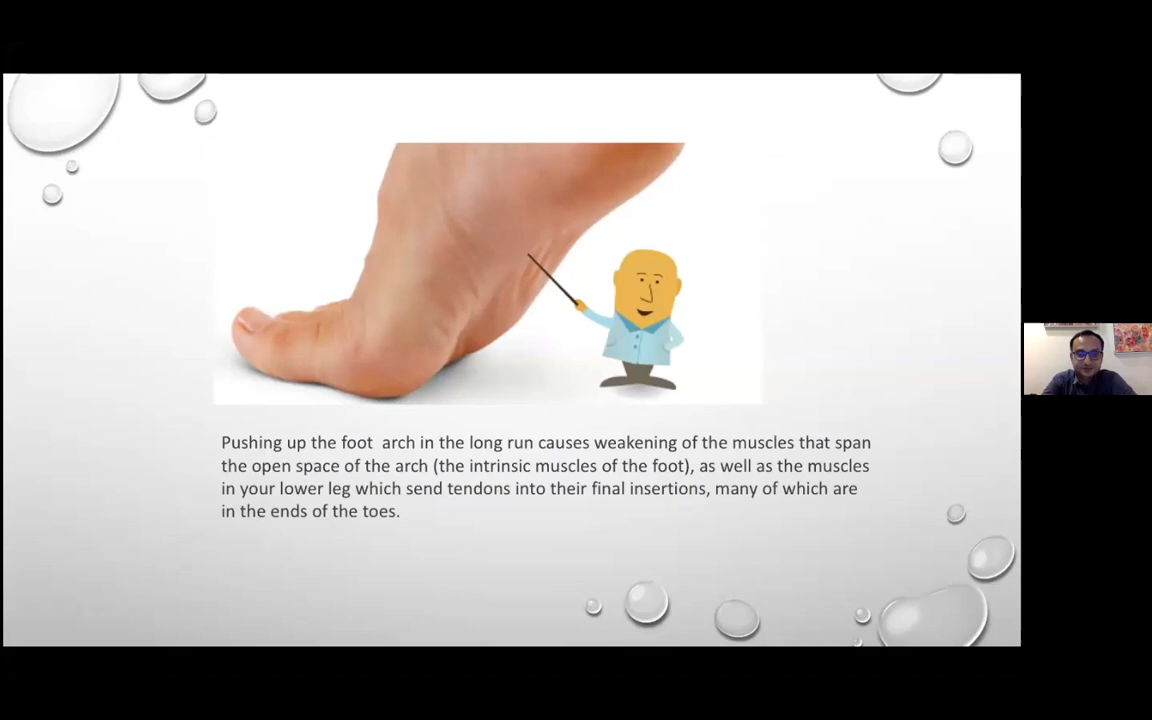 Pushing up the foot arch in the long run causes weakening of the muscles that span
the open space of the arch (the intrinsic muscles of the foot), as well as the muscles
in your lower leg which send tendons into their final insertions, many of which are
in the ends of the toes.